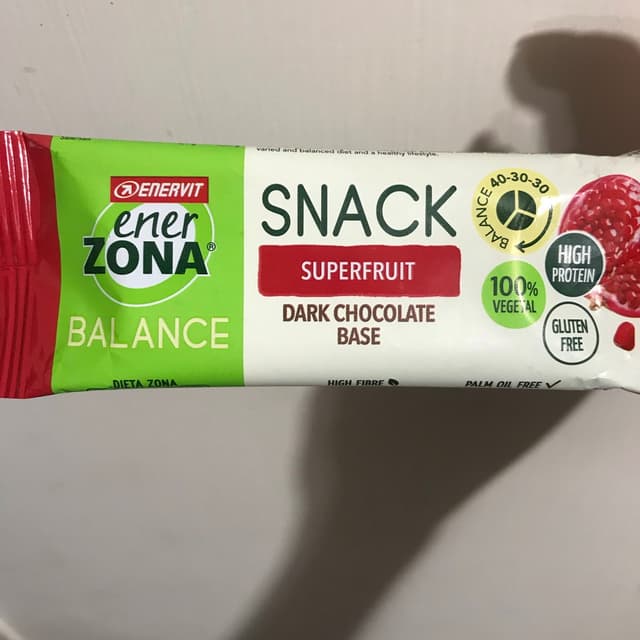 varied and balanced diet and a healthy lifestyle.
ENERVIT
ener
ZONA®
BALANCE
DIETA ZONA
SNACK
SUPERFRUIT
DARK CHOCOLATE
BASE
HIGH FIBRE
PALM OIL FREE
BALANCE 40-30-30
100%
VEGETAL
HIGH
PROTEIN
GLUTEN
FREE